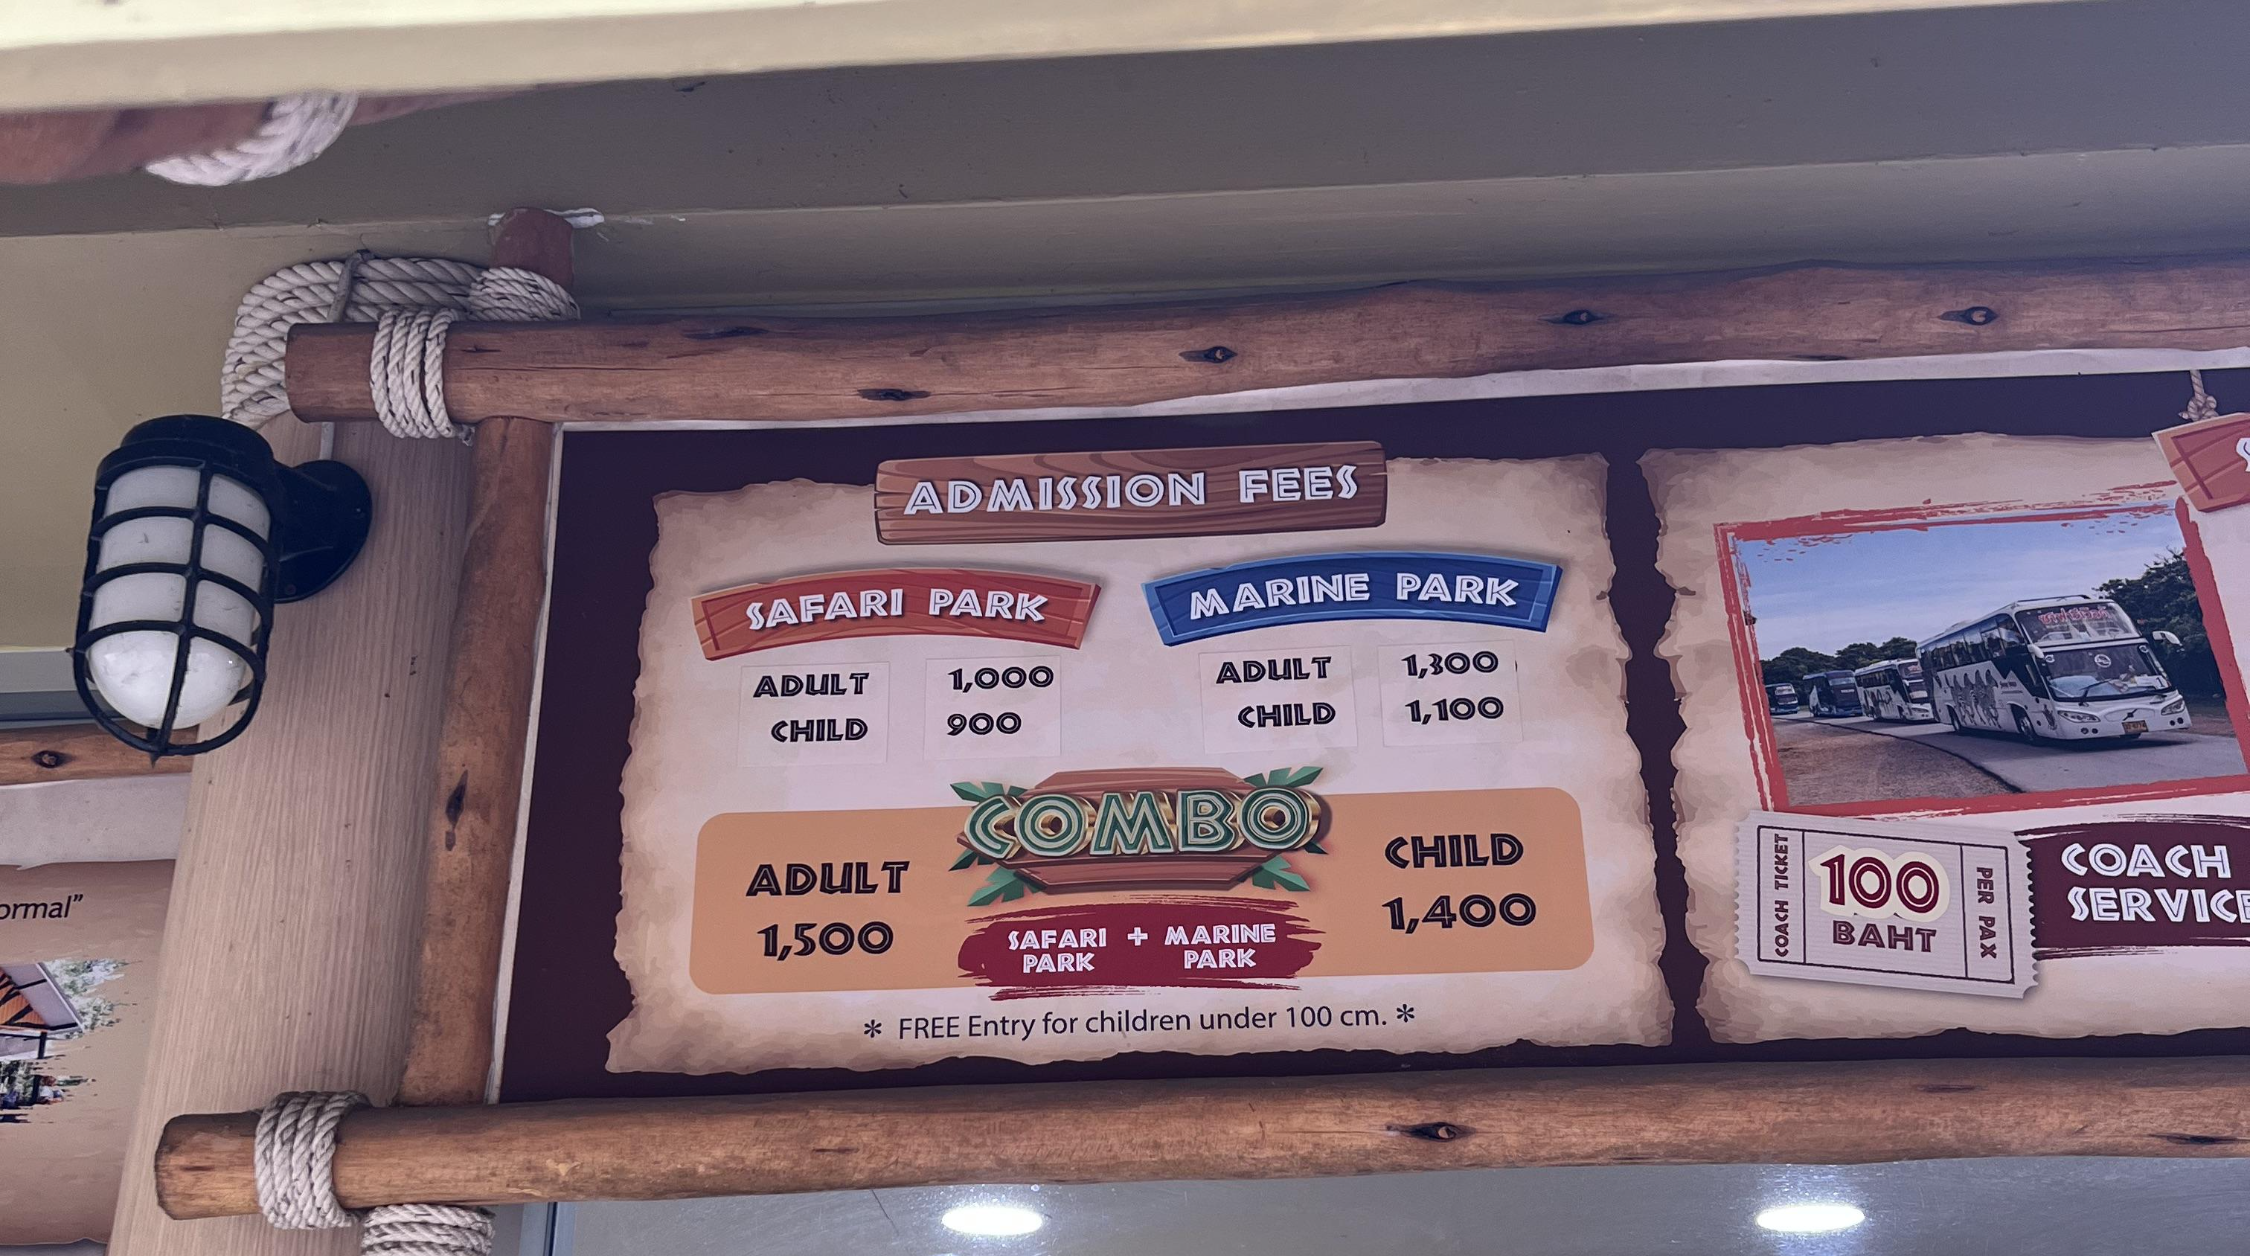 ormal”
ADMISSION FEES
SAFARI PARK
ADULT 1,000
CHILD 900
MARINE PARK
ADULT 1,300
CHILD 1,100
COMBO
ADULT
1,500
SAFARI PARK + MARINE PARK
CHILD
1,400
* FREE Entry for children under 100 cm. *
COACH TICKET
100
BAHT
PER PAX
COACH
SERVICE